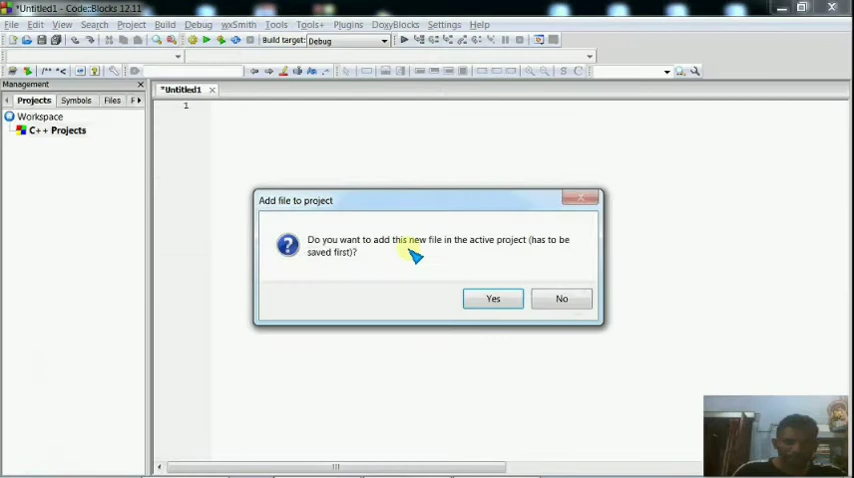 *Untitled1 - Code::Blocks 12.11
File Edit View Search Project Build Debug wxSmith Tools Tools+ Plugins DoxyBlocks Settings Help
Build target: Debug
/** *<
Management
Projects Symbols Files F
*Untitled1
Workspace
C++ Projects
1
Add file to project
Do you want to add this new file in the active project (has to be
saved first)?
Yes No